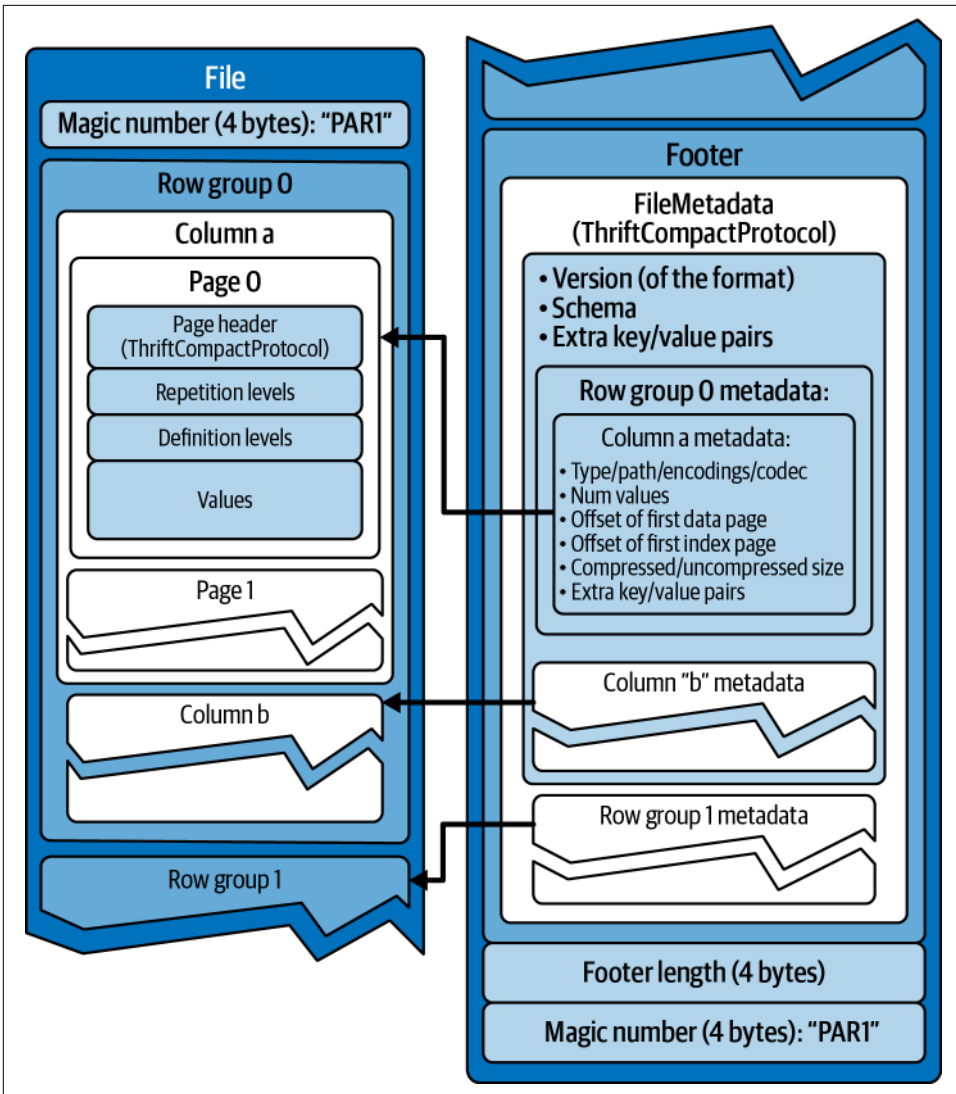 File
Magic number (4 bytes): “PAR1”
Row group 0
Column a
Page 0
Page header
(ThriftCompactProtocol)
Repetition levels
Definition levels
Values
Page 1
Column b
Row group 1
Footer
FileMetadata
(ThriftCompactProtocol)
• Version (of the format)
• Schema
• Extra key/value pairs
Row group 0 metadata:
Column a metadata:
• Type/path/encodings/codec
• Num values
• Offset of first data page
• Offset of first index page
• Compressed/uncompressed size
• Extra key/value pairs
Column “b” metadata
Row group 1 metadata
Footer length (4 bytes)
Magic number (4 bytes): “PAR1”